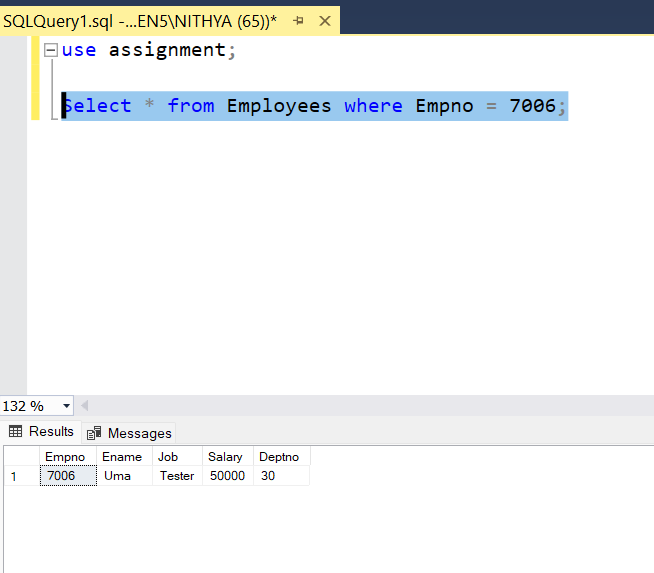 SQLQuery1.sql -...EN5\NITHYA (65))*
use assignment;
Select * from Employees where Empno = 7006;
132 %
Results Messages
Empno Ename Job Salary Deptno
1 7006 Uma Tester 50000 30